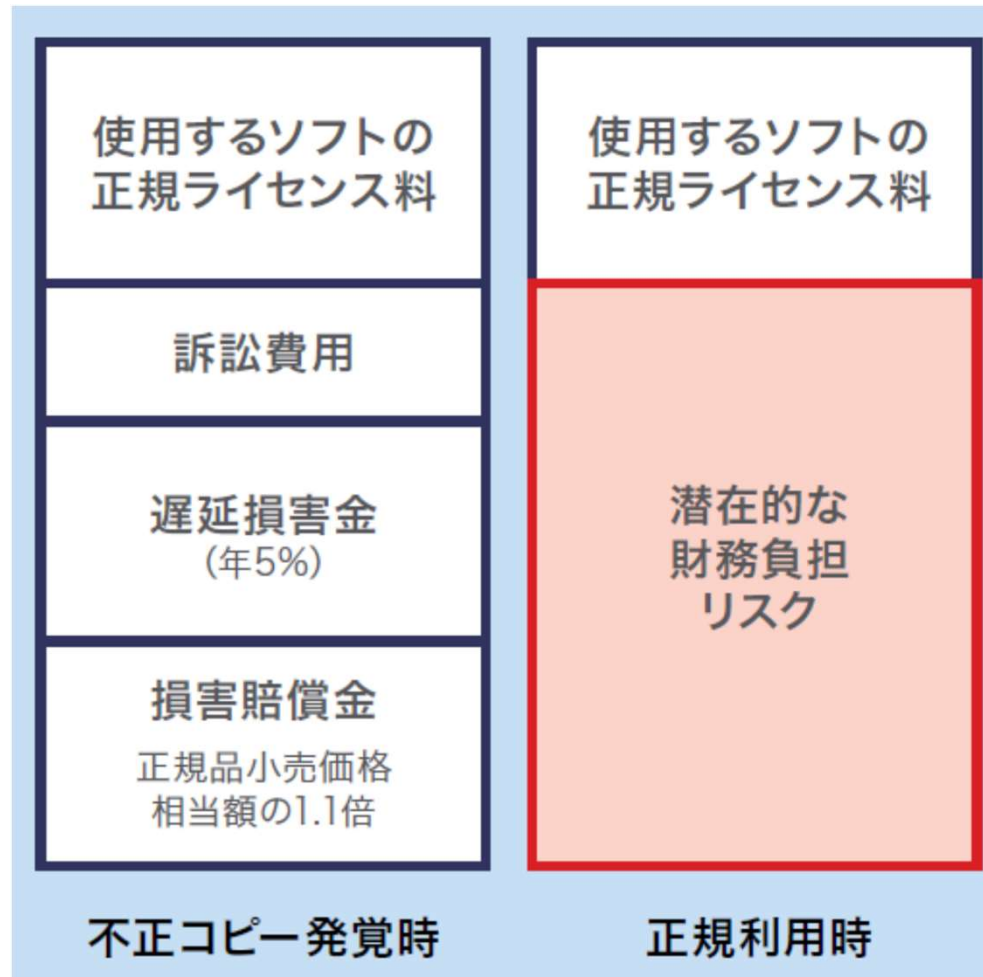 使用するソフトの
正規ライセンス料
訴訟費用
遅延損害金
(年5%)
損害賠償金
正規品小売価格
相当額の1.1倍
不正コピー発覚時
使用するソフトの
正規ライセンス料
潜在的な
財務負担
リスク
正規利用時